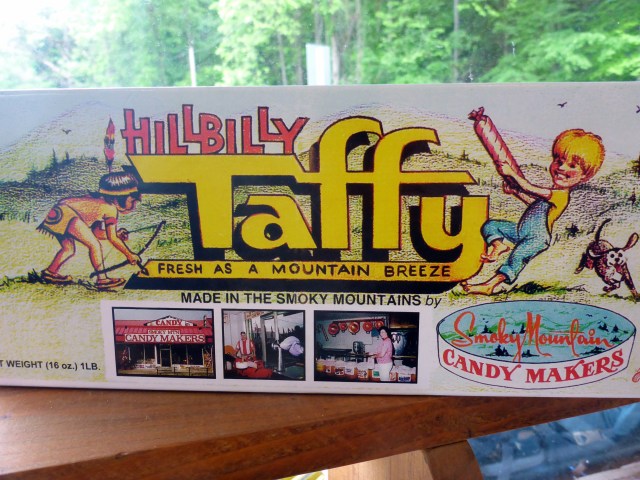 HILLBILLY
Taffy
FRESH AS A MOUNTAIN BREEZE
MADE IN THE SMOKY MOUNTAINS by
Smoky Mountain
CANDY MAKERS
CANDY
CANDY MAKERS
T WEIGHT (16 oz.) 1LB.